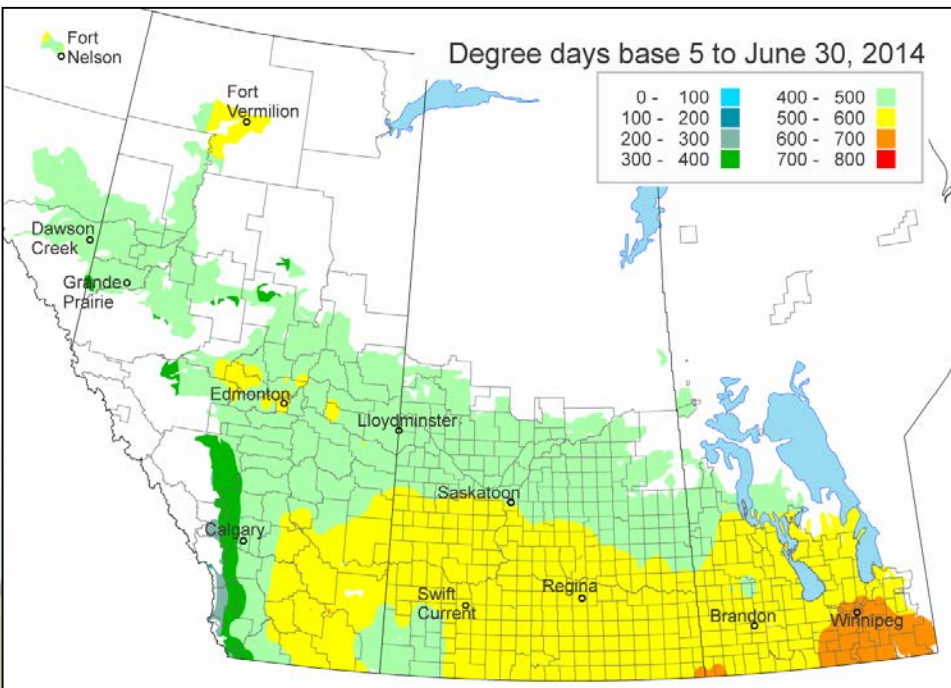 Fort
Nelson
Degree days base 5 to June 30, 2014
0 - 100
100 - 200
200 - 300
300 - 400
400 - 500
500 - 600
600 - 700
700 - 800
Fort
Vermilion
Dawson
Creek
Grande
Prairie
Edmonton
Lloydminster
Saskatoon
Calgary
Swift
Current
Regina
Brandon
Winnipeg